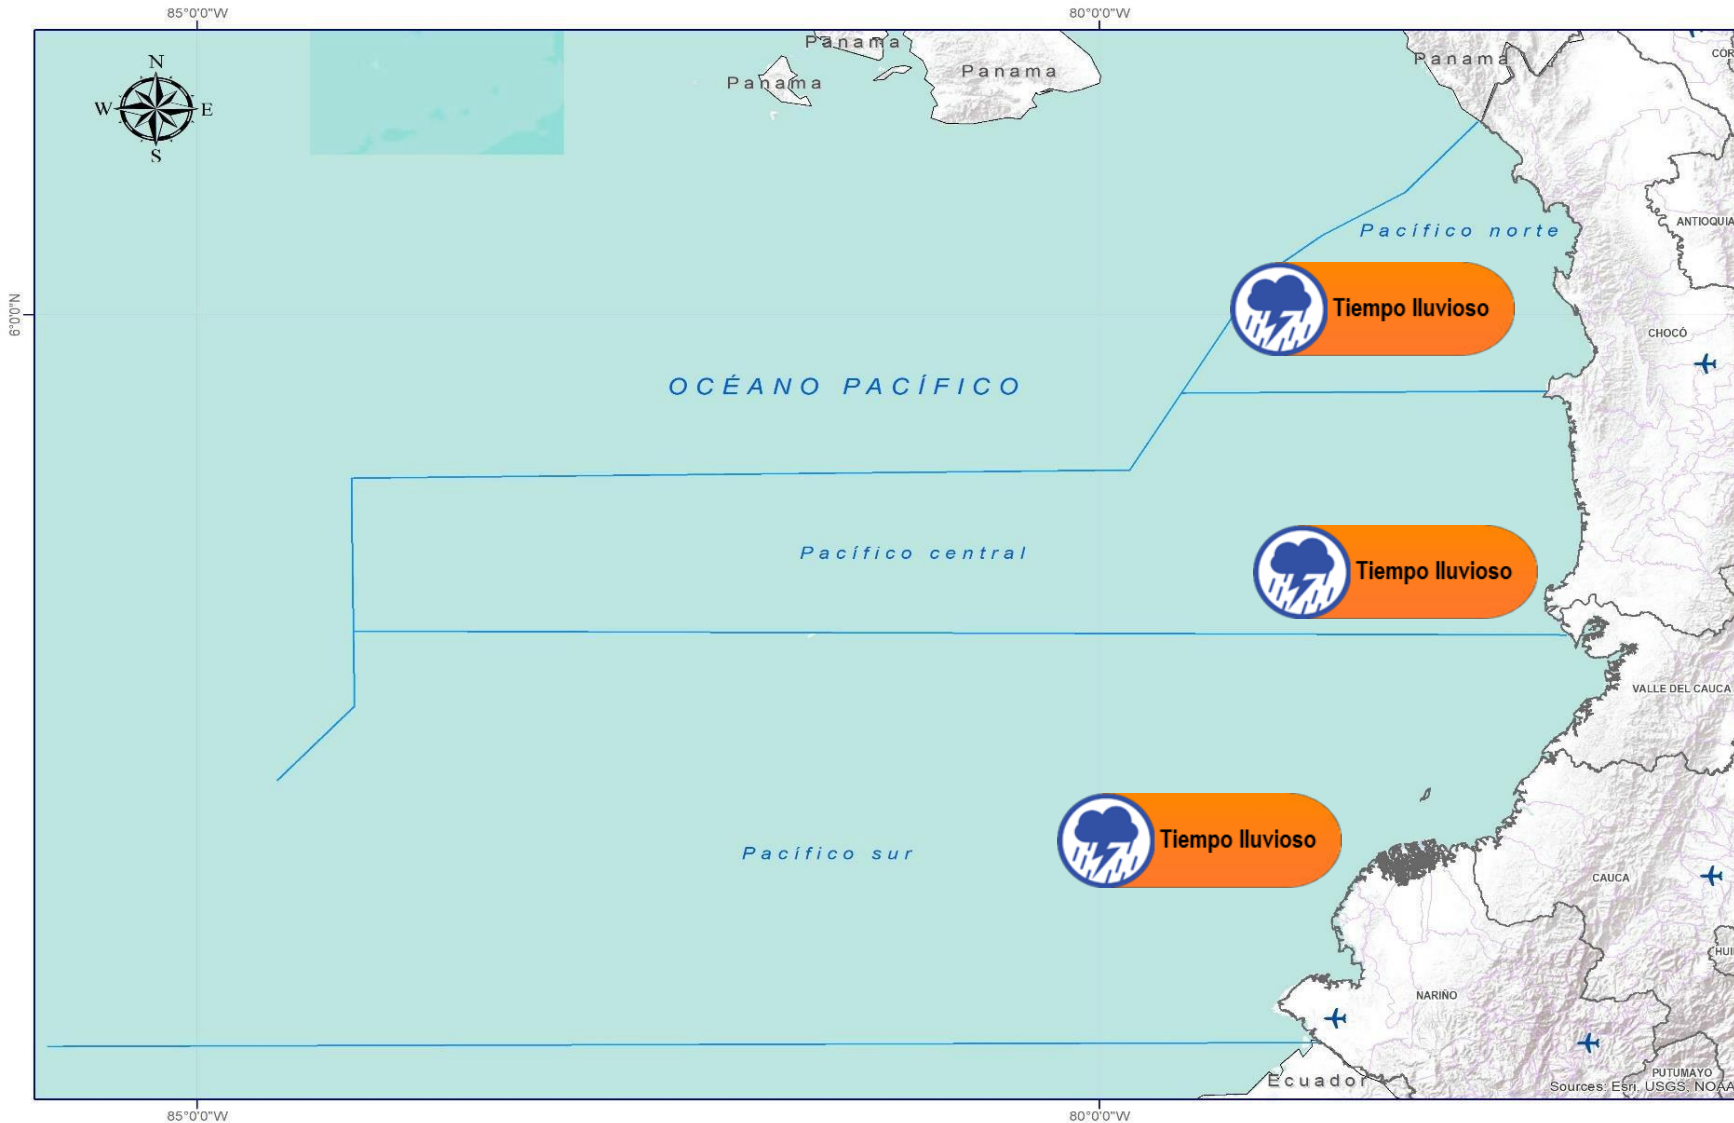 85°0'0"W
80°0'0"W
Panama
Panama
Panama
Panama
COR
N
W
E
S
ANTIOQUIA
Pacífico norte
6°0'0"N
Tiempo lluvioso
CHOCÓ
OCÉANO PACÍFICO
Pacífico central
Tiempo lluvioso
VALLE DEL CAUCA
Tiempo lluvioso
Pacífico sur
CAUCA
HUI
NARIÑO
PUTUMAYO
Ecuador
Sources: Esri, USGS, NOAA
85°0'0"W
80°0'0"W